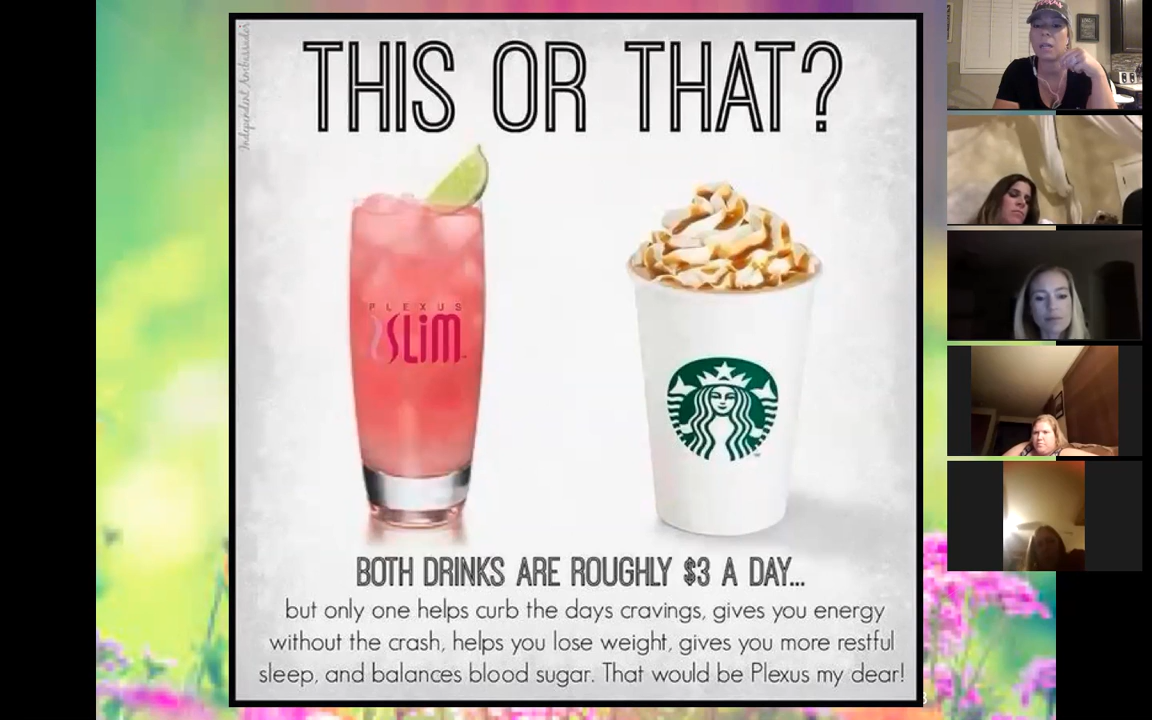 Independent Ambassador
THIS OR THAT?
PLEXUS
SLIM
BOTH DRINKS ARE ROUGHLY $3 A DAY...
but only one helps curb the days cravings, gives you energy
without the crash, helps you lose weight, gives you more restful
sleep, and balances blood sugar. That would be Plexus my dear!